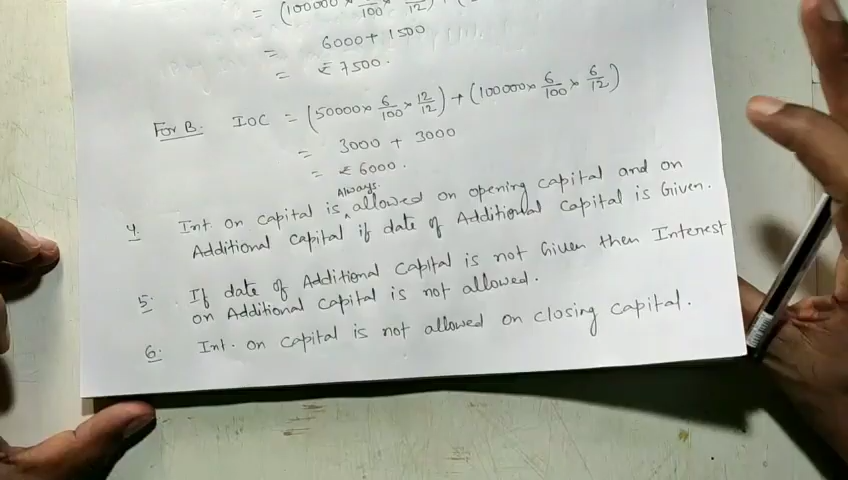 = (100000 ×
= 6000 + 1500
= ₹7500.
For B. IOC = (50000 × 6/100 × 12/12) + (100000 × 6/100 × 6/12)
= 3000 + 3000
= ₹6000.
Always
4. Int. on capital is ^ allowed on opening capital and on
Additional capital if date of Additional capital is Given.
5. If date of Additional capital is not Given then Interest
on Additional capital is not allowed.
6. Int. on capital is not allowed on closing capital.